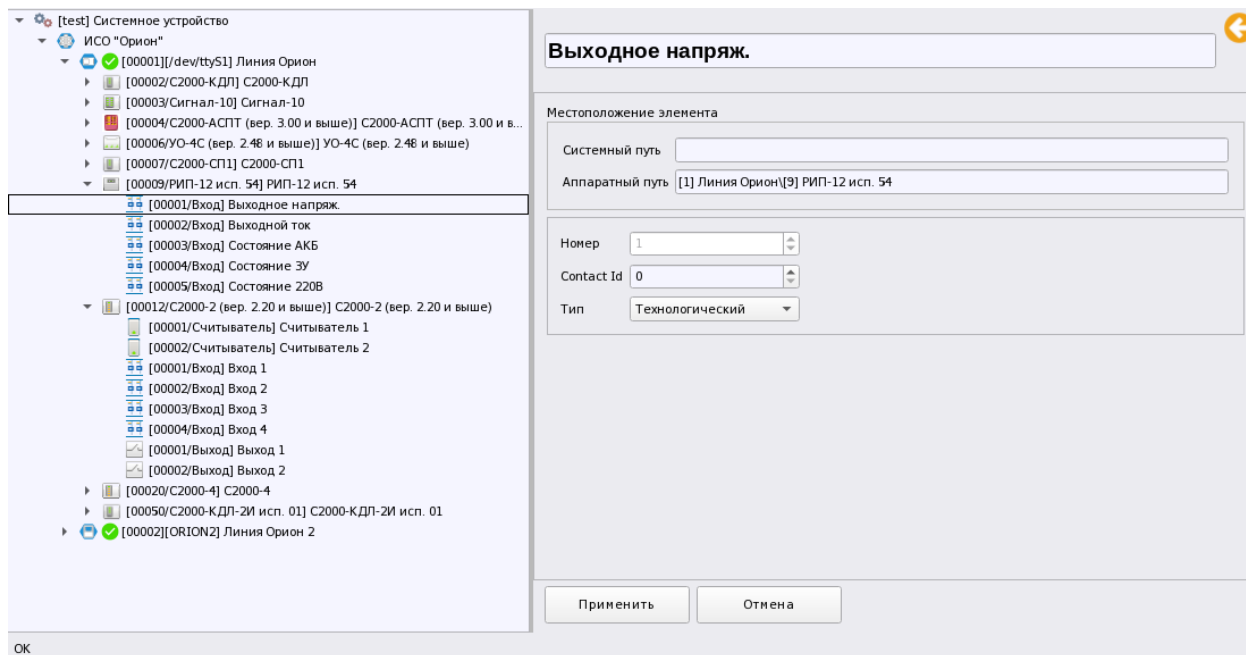 [test] Системное устройство
ИСО "Орион"
[00001][/dev/ttyS1] Линия Орион
[00002/С2000-КДЛ] С2000-КДЛ
[00003/Сигнал-10] Сигнал-10
[00004/С2000-АСПТ (вер. 3.00 и выше)] С2000-АСПТ (вер. 3.00 и в...
[00006/УО-4С (вер. 2.48 и выше)] УО-4С (вер. 2.48 и выше)
[00007/С2000-СП1] С2000-СП1
[00009/РИП-12 исп. 54] РИП-12 исп. 54
[00001/Вход] Выходное напряж.
[00002/Вход] Выходной ток
[00003/Вход] Состояние АКБ
[00004/Вход] Состояние ЗУ
[00005/Вход] Состояние 220В
[00012/С2000-2 (вер. 2.20 и выше)] С2000-2 (вер. 2.20 и выше)
[00001/Считыватель] Считыватель 1
[00002/Считыватель] Считыватель 2
[00001/Вход] Вход 1
[00002/Вход] Вход 2
[00003/Вход] Вход 3
[00004/Вход] Вход 4
[00001/Выход] Выход 1
[00002/Выход] Выход 2
[00020/С2000-4] С2000-4
[00050/С2000-КДЛ-2И исп. 01] С2000-КДЛ-2И исп. 01
[00002][ORION2] Линия Орион 2
Выходное напряж.
Местоположение элемента
Системный путь
Аппаратный путь [1] Линия Орион\[9] РИП-12 исп. 54
Номер 1
Contact Id 0
Тип Технологический
Применить Отмена
OK